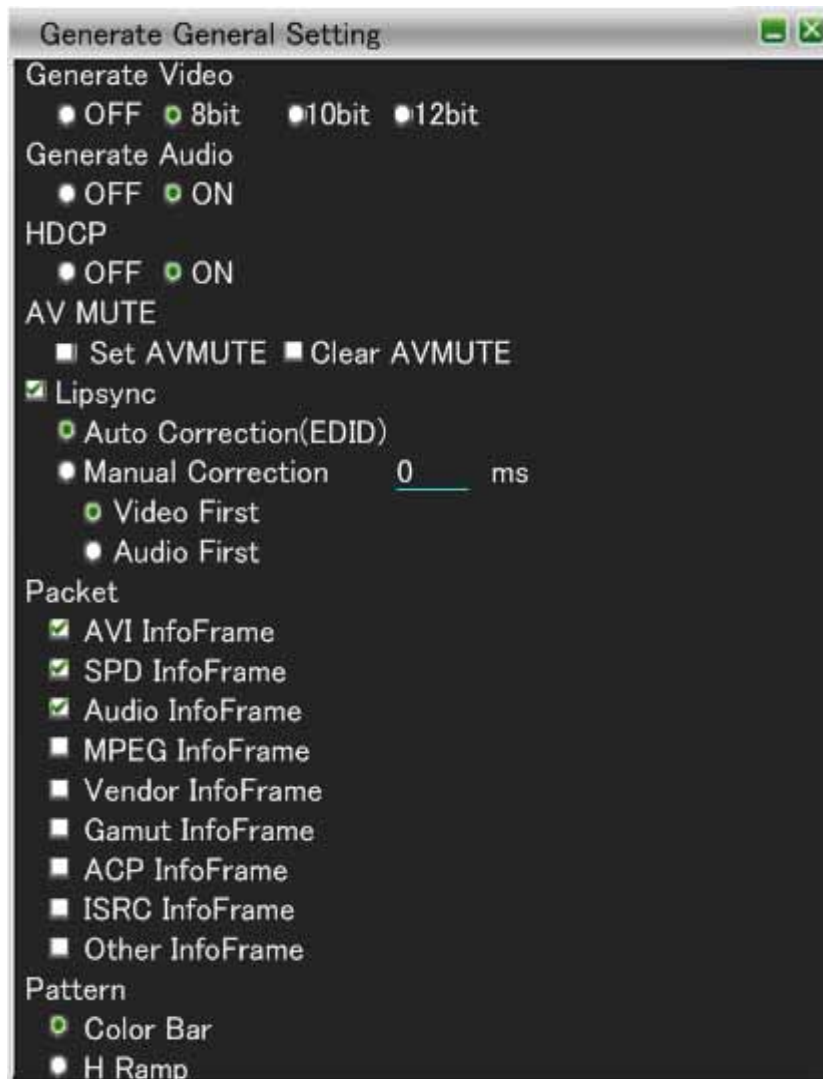 Generate General Setting
Generate Video
OFF 8bit 10bit 12bit
Generate Audio
OFF ON
HDCP
OFF ON
AV MUTE
Set AVMUTE Clear AVMUTE
Lipsync
Auto Correction(EDID)
Manual Correction 0 ms
Video First
Audio First
Packet
AVI InfoFrame
SPD InfoFrame
Audio InfoFrame
MPEG InfoFrame
Vendor InfoFrame
Gamut InfoFrame
ACP InfoFrame
ISRC InfoFrame
Other InfoFrame
Pattern
Color Bar
H Ramp